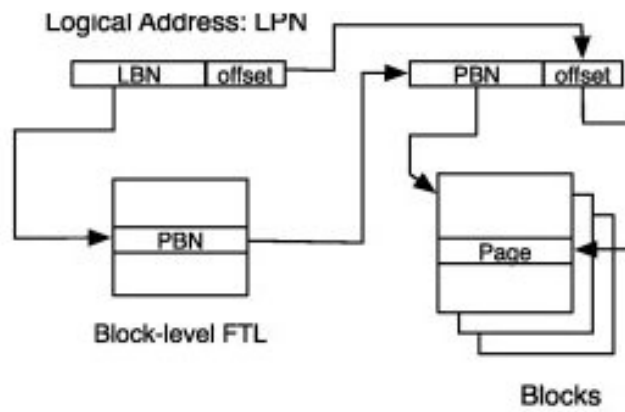 Logical Address: LPN
LBN offset
PBN offset
PBN
Page
Block-level FTL
Blocks